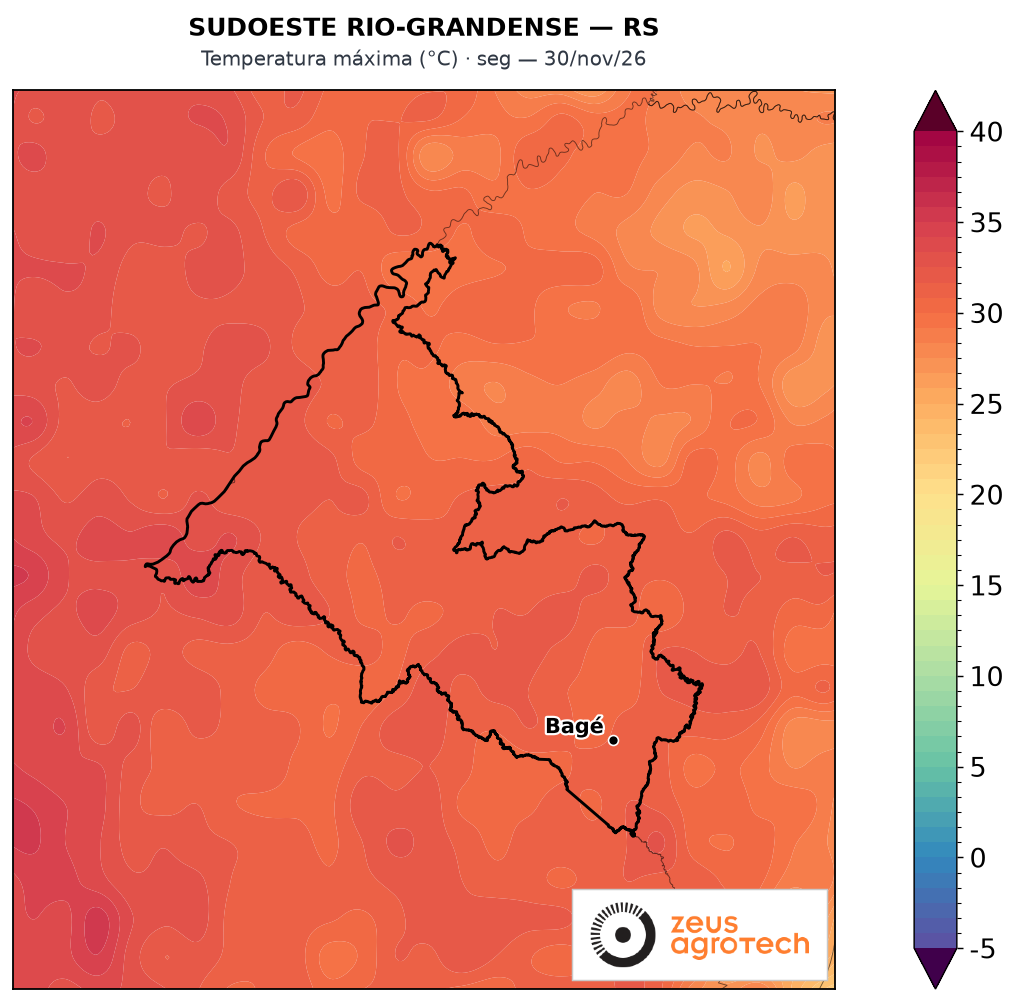 SUDOESTE RIO-GRANDENSE — RS
Temperatura máxima (°C) · seg — 30/nov/26
40
35
30
25
20
15
10
5
0
-5
Bagé
zeus
agrotech